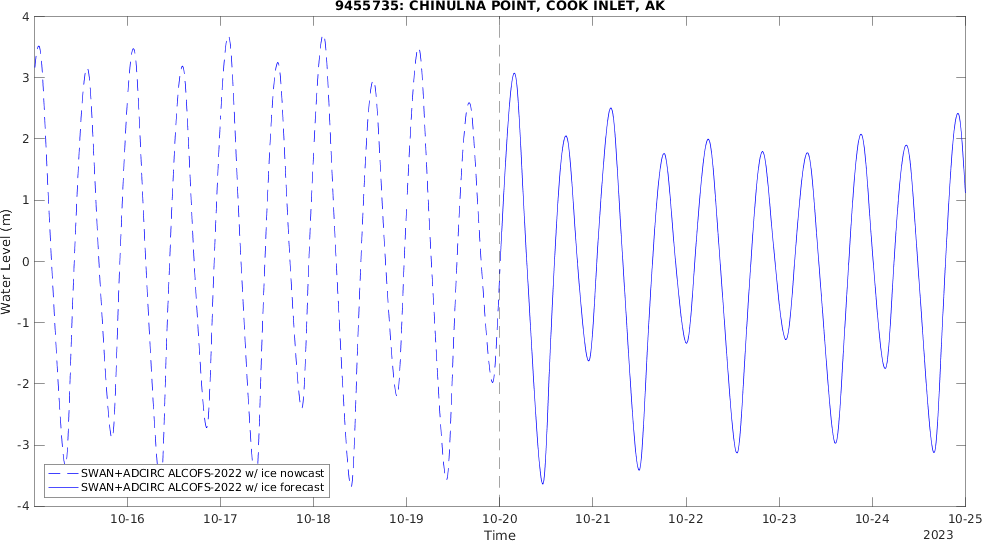 9455735: CHINULNA POINT, COOK INLET, AK
Water Level (m)
4
3
2
1
0
-1
-2
-3
-4
SWAN+ADCIRC ALCOFS-2022 w/ ice nowcast
SWAN+ADCIRC ALCOFS-2022 w/ ice forecast
10-16 10-17 10-18 10-19 10-20 10-21 10-22 10-23 10-24 10-25
Time
2023